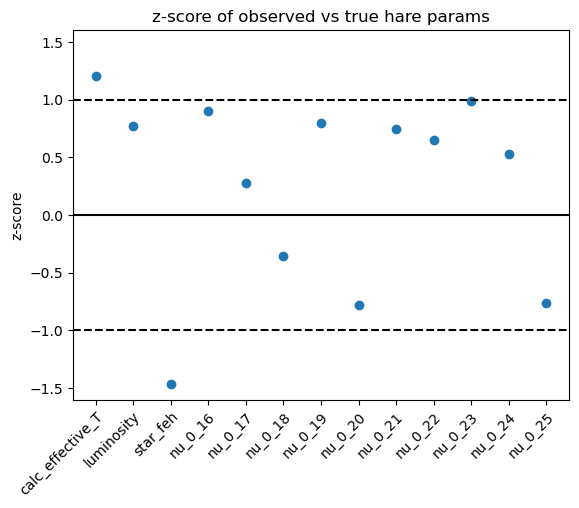 z-score of observed vs true hare params
z-score
1.5
1.0
0.5
0.0
−0.5
−1.0
−1.5
calc_effective_T
luminosity
star_feh
nu_0_16
nu_0_17
nu_0_18
nu_0_19
nu_0_20
nu_0_21
nu_0_22
nu_0_23
nu_0_24
nu_0_25